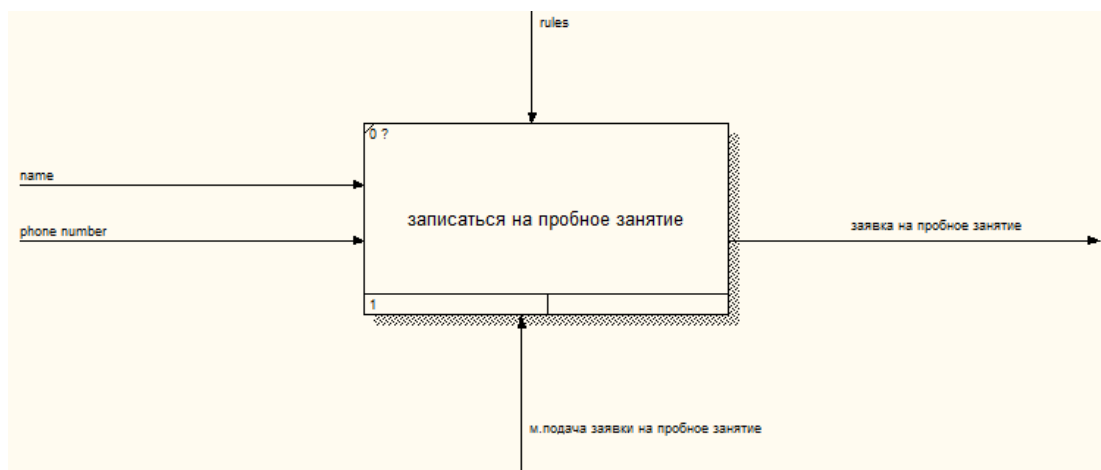 rules
0 ?
name
записаться на пробное занятие
phone number
заявка на пробное занятие
1
м.подача заявки на пробное занятие